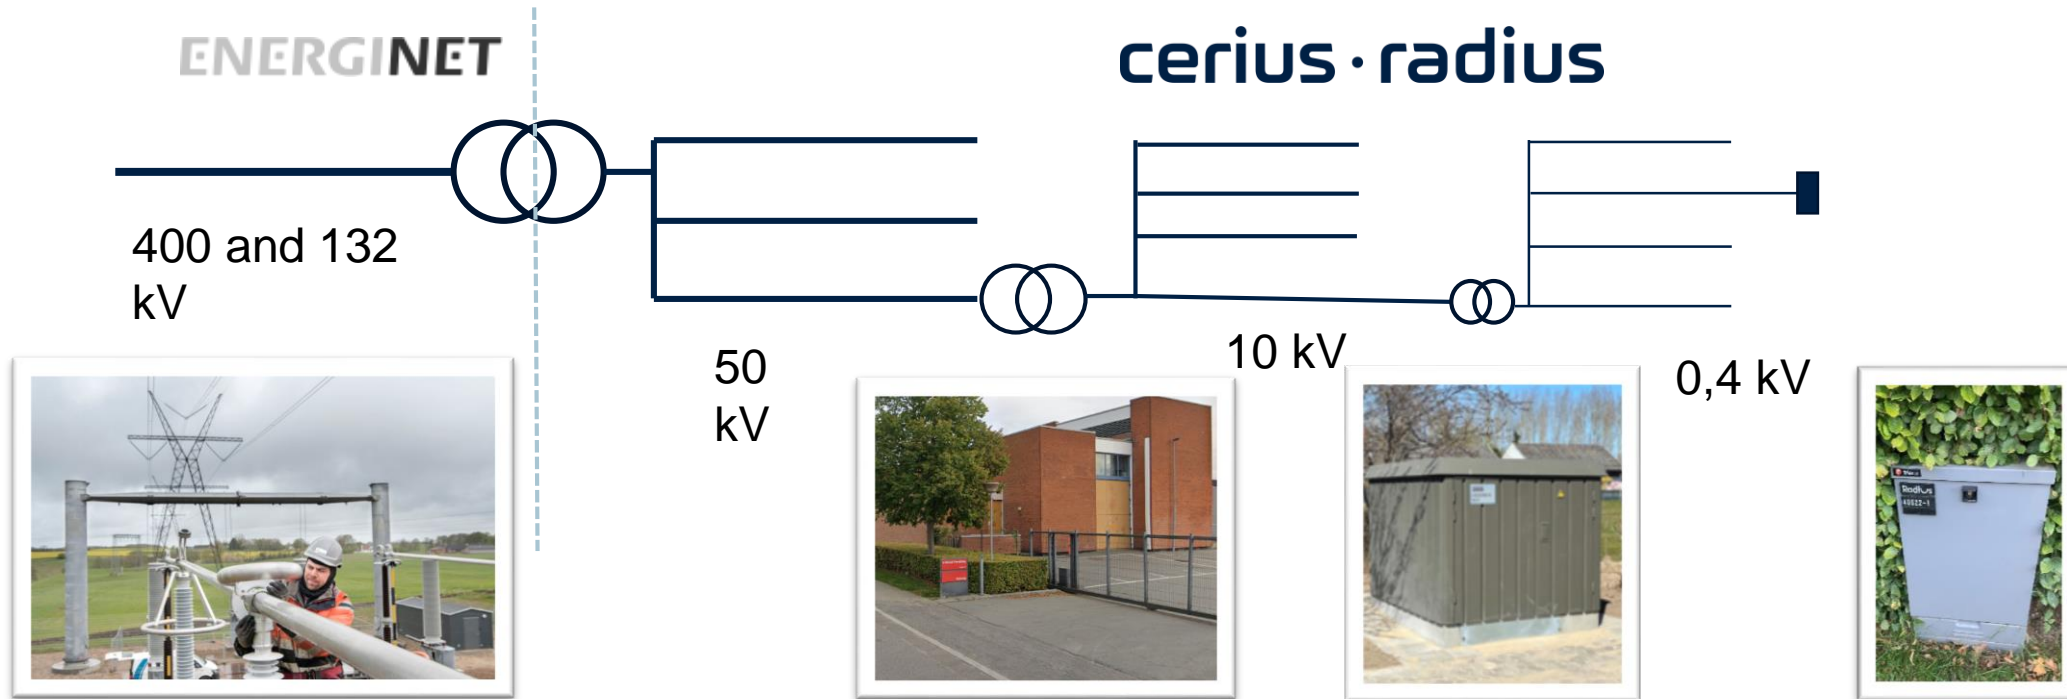 ENERGINET
cerius · radius
400 and 132
kV
50
kV
10 kV
0,4 kV
Radius